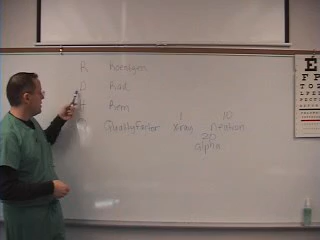 R Roentgen
Rad
Rem
Quality Factor
1 10
X-ray Neutron
20
alpha
E
F P
T O Z